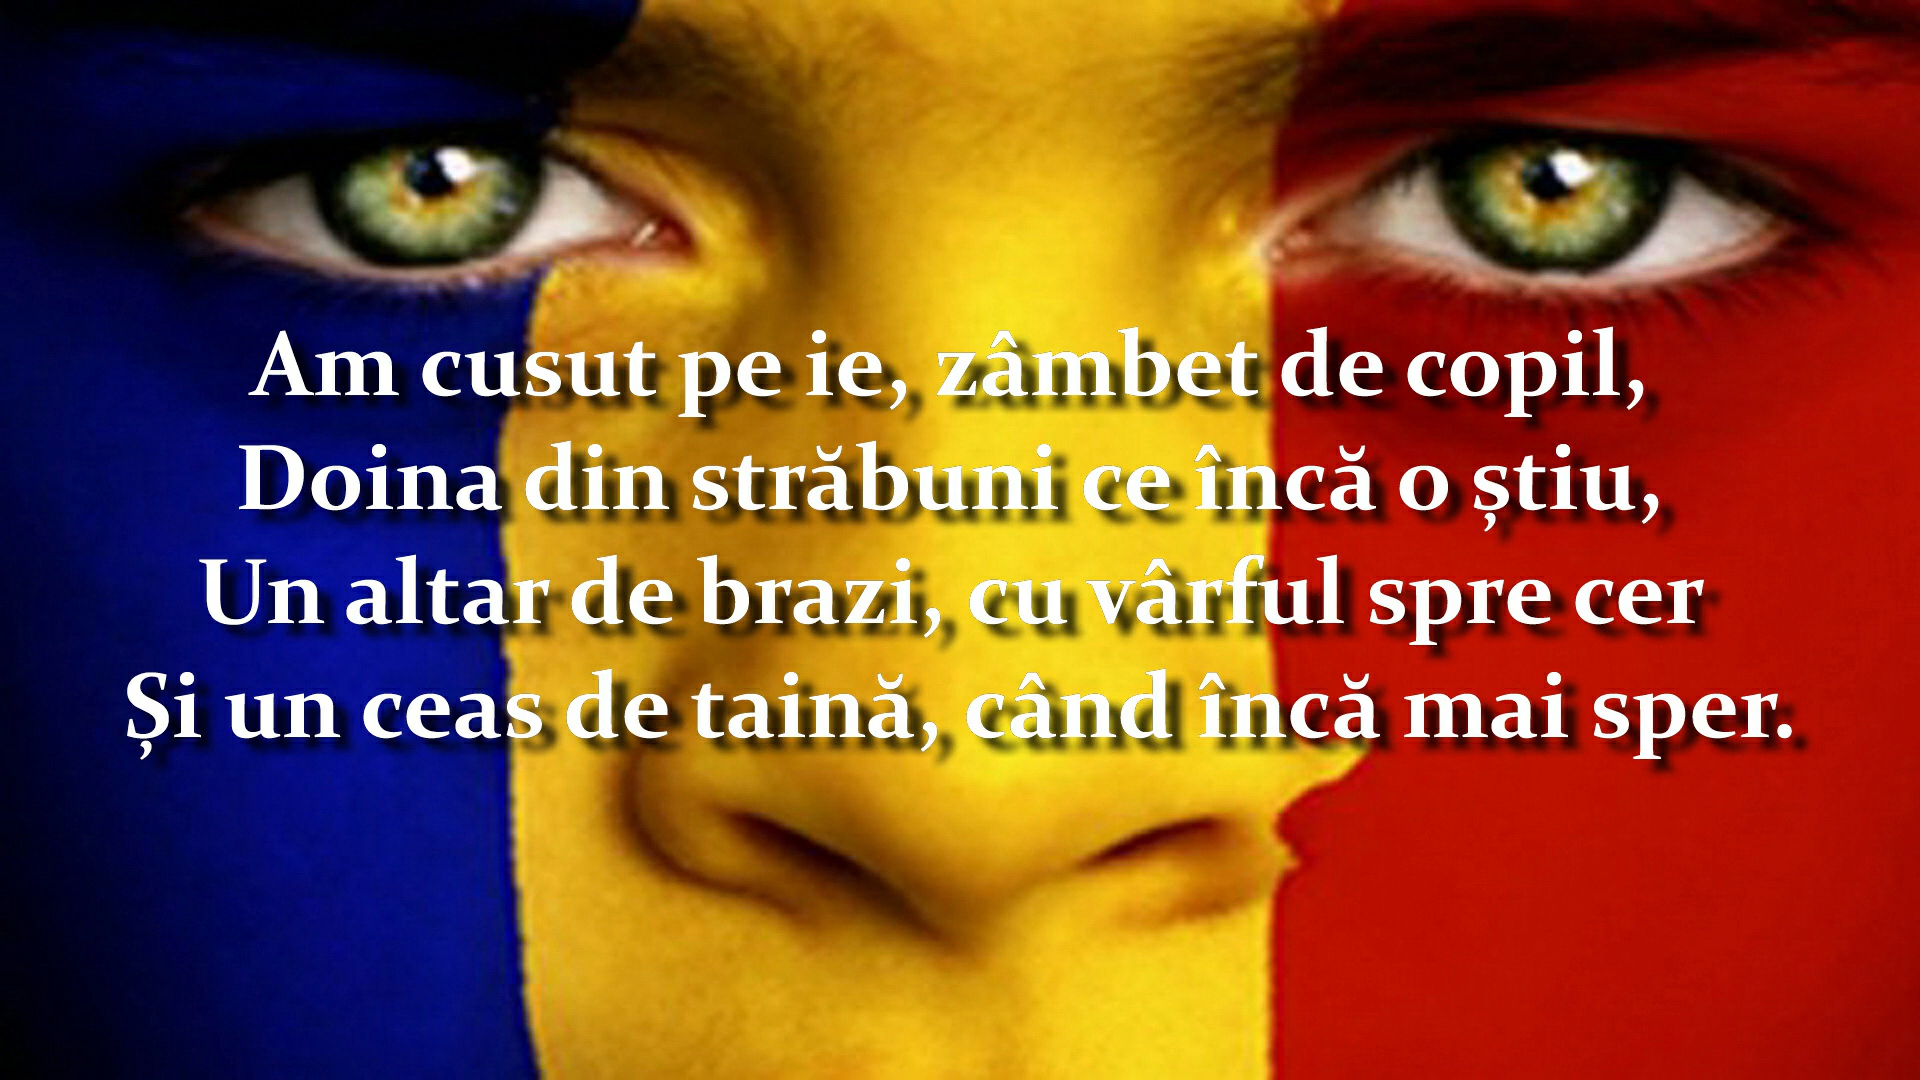 Am cusut pe ie, zâmbet de copil,
Doina din străbuni ce încă o știu,
Un altar de brazi, cu vârful spre cer
Și un ceas de taină, când încă mai sper.